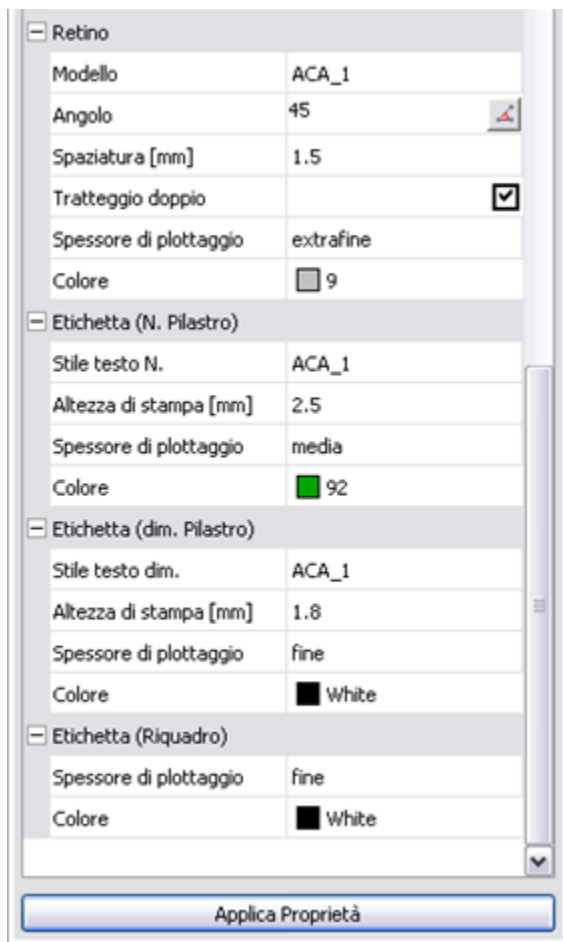 Retino
Modello ACA_1
Angolo 45
Spaziatura [mm] 1.5
Tratteggio doppio
Spessore di plottaggio extrafine
Colore 9
Etichetta (N. Pilastro)
Stile testo N. ACA_1
Altezza di stampa [mm] 2.5
Spessore di plottaggio media
Colore 92
Etichetta (dim. Pilastro)
Stile testo dim. ACA_1
Altezza di stampa [mm] 1.8
Spessore di plottaggio fine
Colore White
Etichetta (Riquadro)
Spessore di plottaggio fine
Colore White
Applica Proprietà